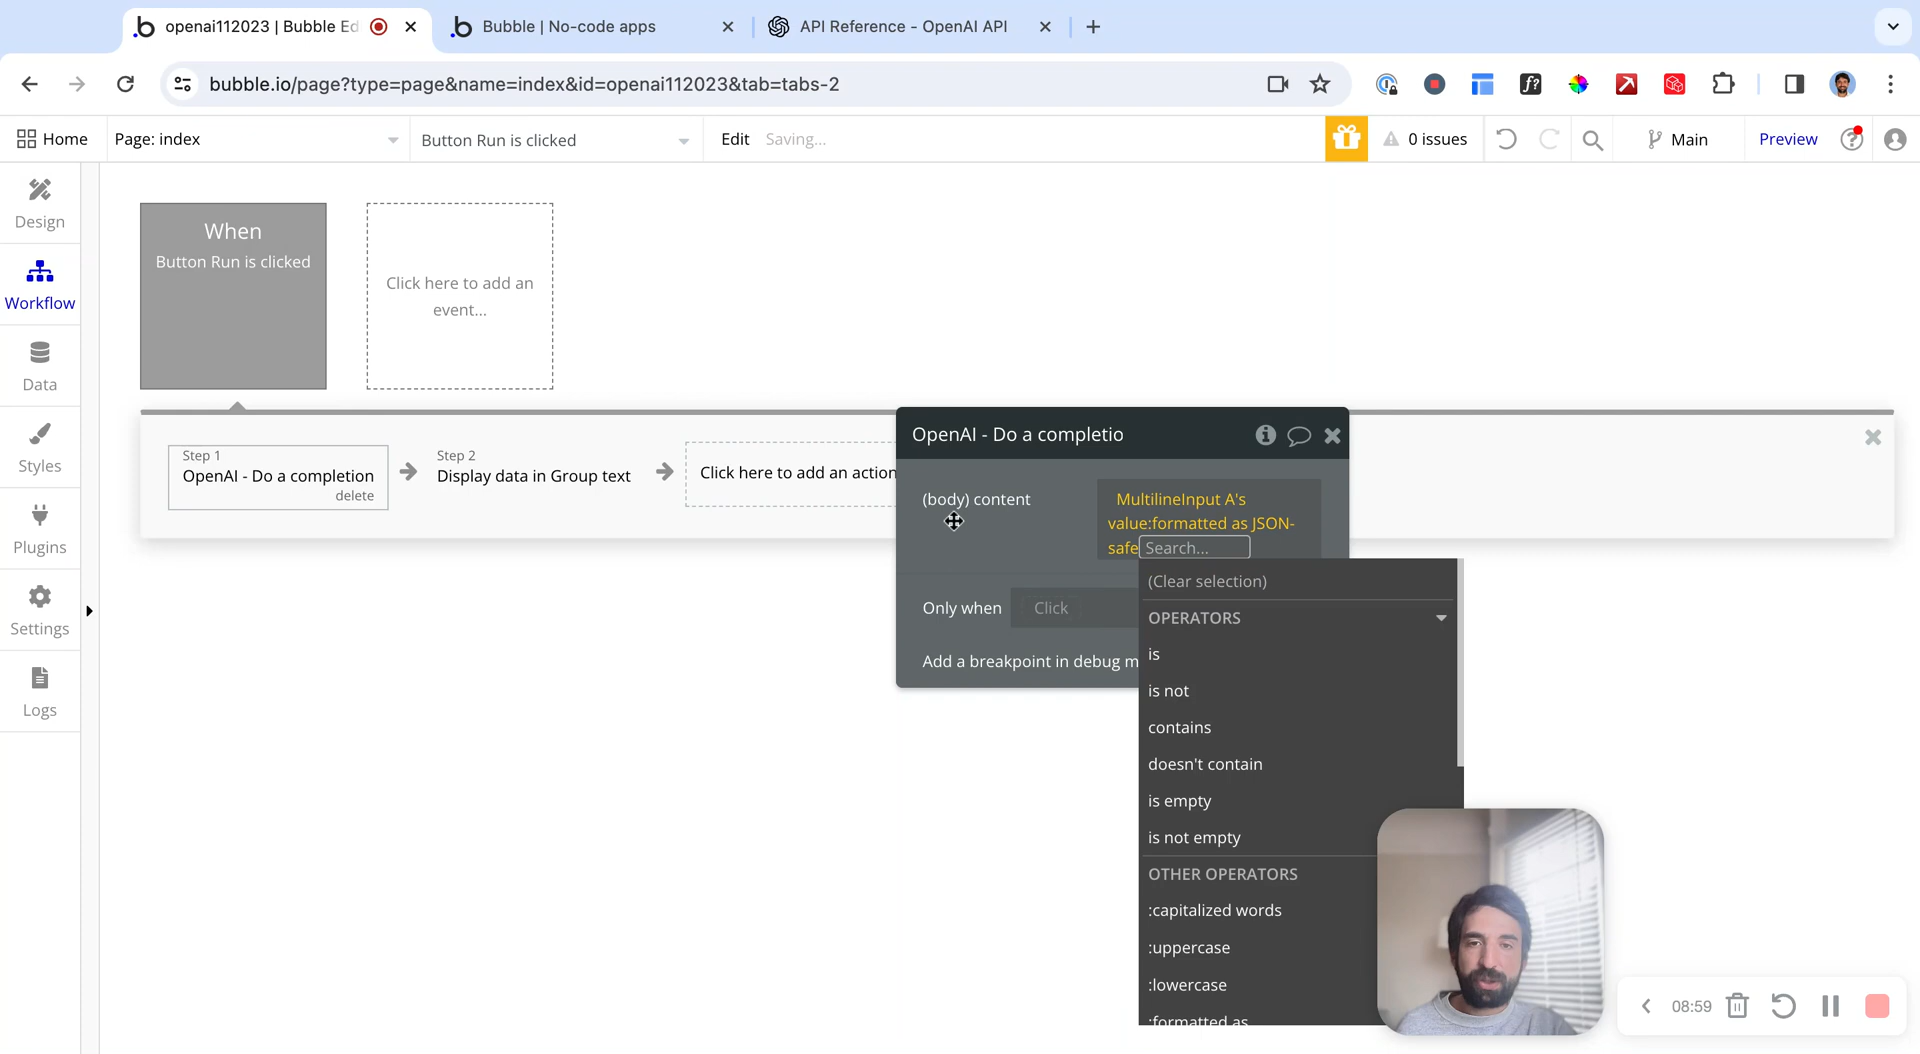 openai112023 | Bubble Ed
Bubble | No-code apps
API Reference - OpenAI API
bubble.io/page?type=page&name=index&id=openai112023&tab=tabs-2
Home
Page: index
Button Run is clicked
Edit
Saving...
0 issues
Main
Preview
Design
Workflow
Data
Styles
Plugins
Settings
Logs
When
Button Run is clicked
Click here to add an
event...
Step 1
OpenAI - Do a completion
delete
Step 2
Display data in Group text
Click here to add an action
OpenAI - Do a completio
(body) content
MultilineInput A's
value:formatted as JSON-
safe
Search...
Only when
Click
Add a breakpoint in debug m
(Clear selection)
OPERATORS
is
is not
contains
doesn't contain
is empty
is not empty
OTHER OPERATORS
:capitalized words
:uppercase
:lowercase
:formatted as
08:59